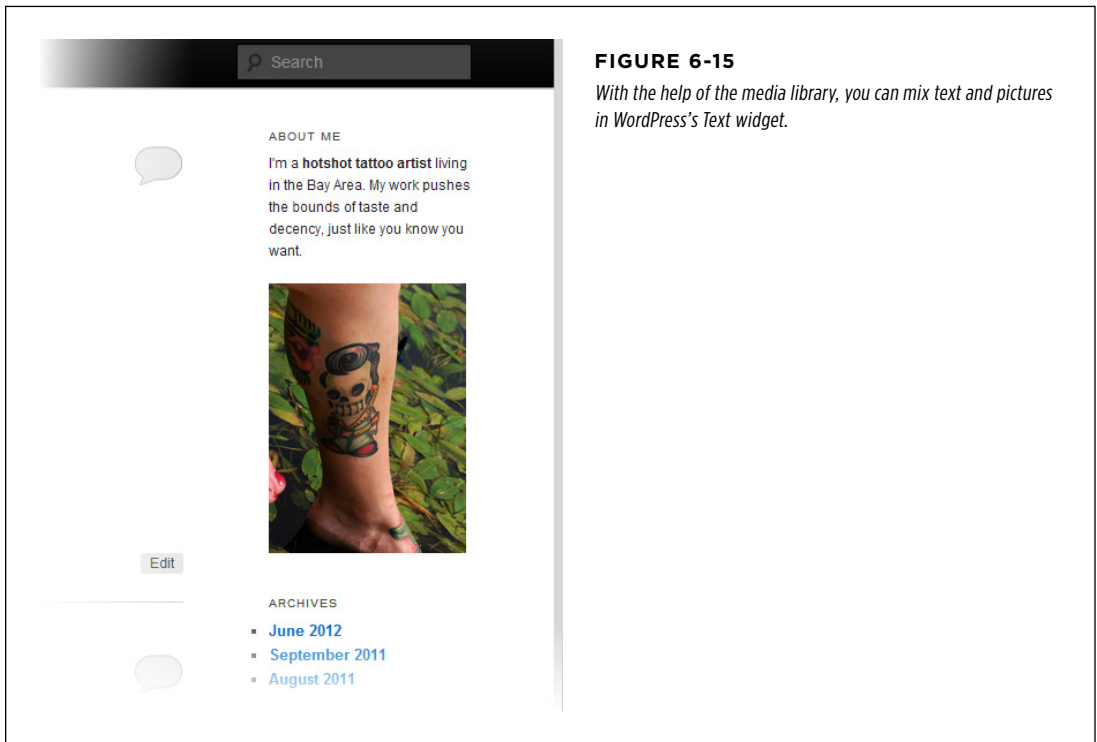 Search
ABOUT ME
I'm a hotshot tattoo artist living
in the Bay Area. My work pushes
the bounds of taste and
decency, just like you know you
want.
Edit
ARCHIVES
June 2012
September 2011
August 2011
FIGURE 6-15
With the help of the media library, you can mix text and pictures
in WordPress's Text widget.